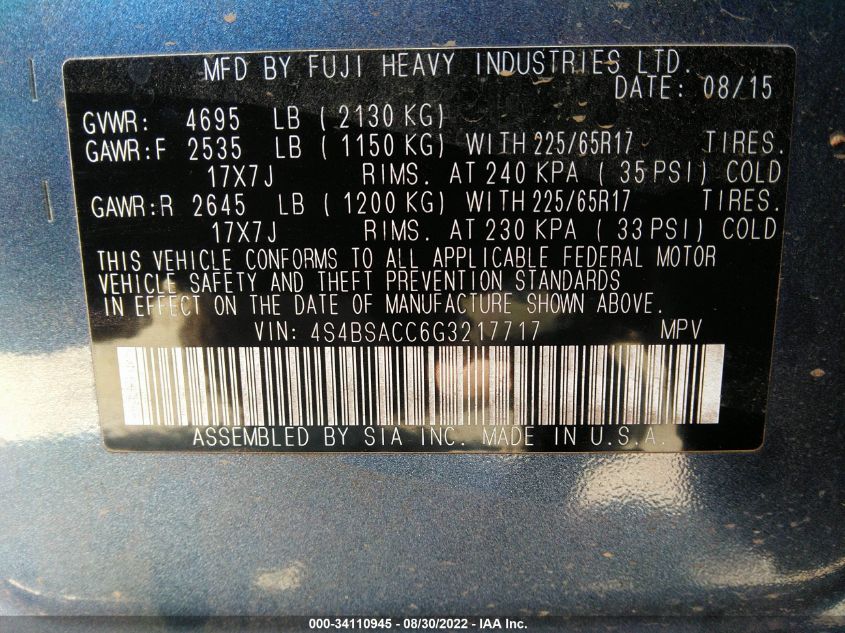 MFD BY FUJI HEAVY INDUSTRIES LTD.
DATE: 08/15
GVWR: 4695 LB ( 2130 KG)
GAWR:F 2535 LB ( 1150 KG) WITH 225/65R17 TIRES.
17X7J RIMS. AT 240 KPA ( 35 PSI) COLD
GAWR:R 2645 LB ( 1200 KG) WITH 225/65R17 TIRES.
17X7J RIMS. AT 230 KPA ( 33 PSI) COLD
THIS VEHICLE CONFORMS TO ALL APPLICABLE FEDERAL MOTOR
VEHICLE SAFETY AND THEFT PREVENTION STANDARDS
IN EFFECT ON THE DATE OF MANUFACTURE SHOWN ABOVE.
VIN: 4S4BSACC6G3217717 MPV
ASSEMBLED BY SIA INC. MADE IN U.S.A.
000-34110945 - 08/30/2022 - IAA Inc.